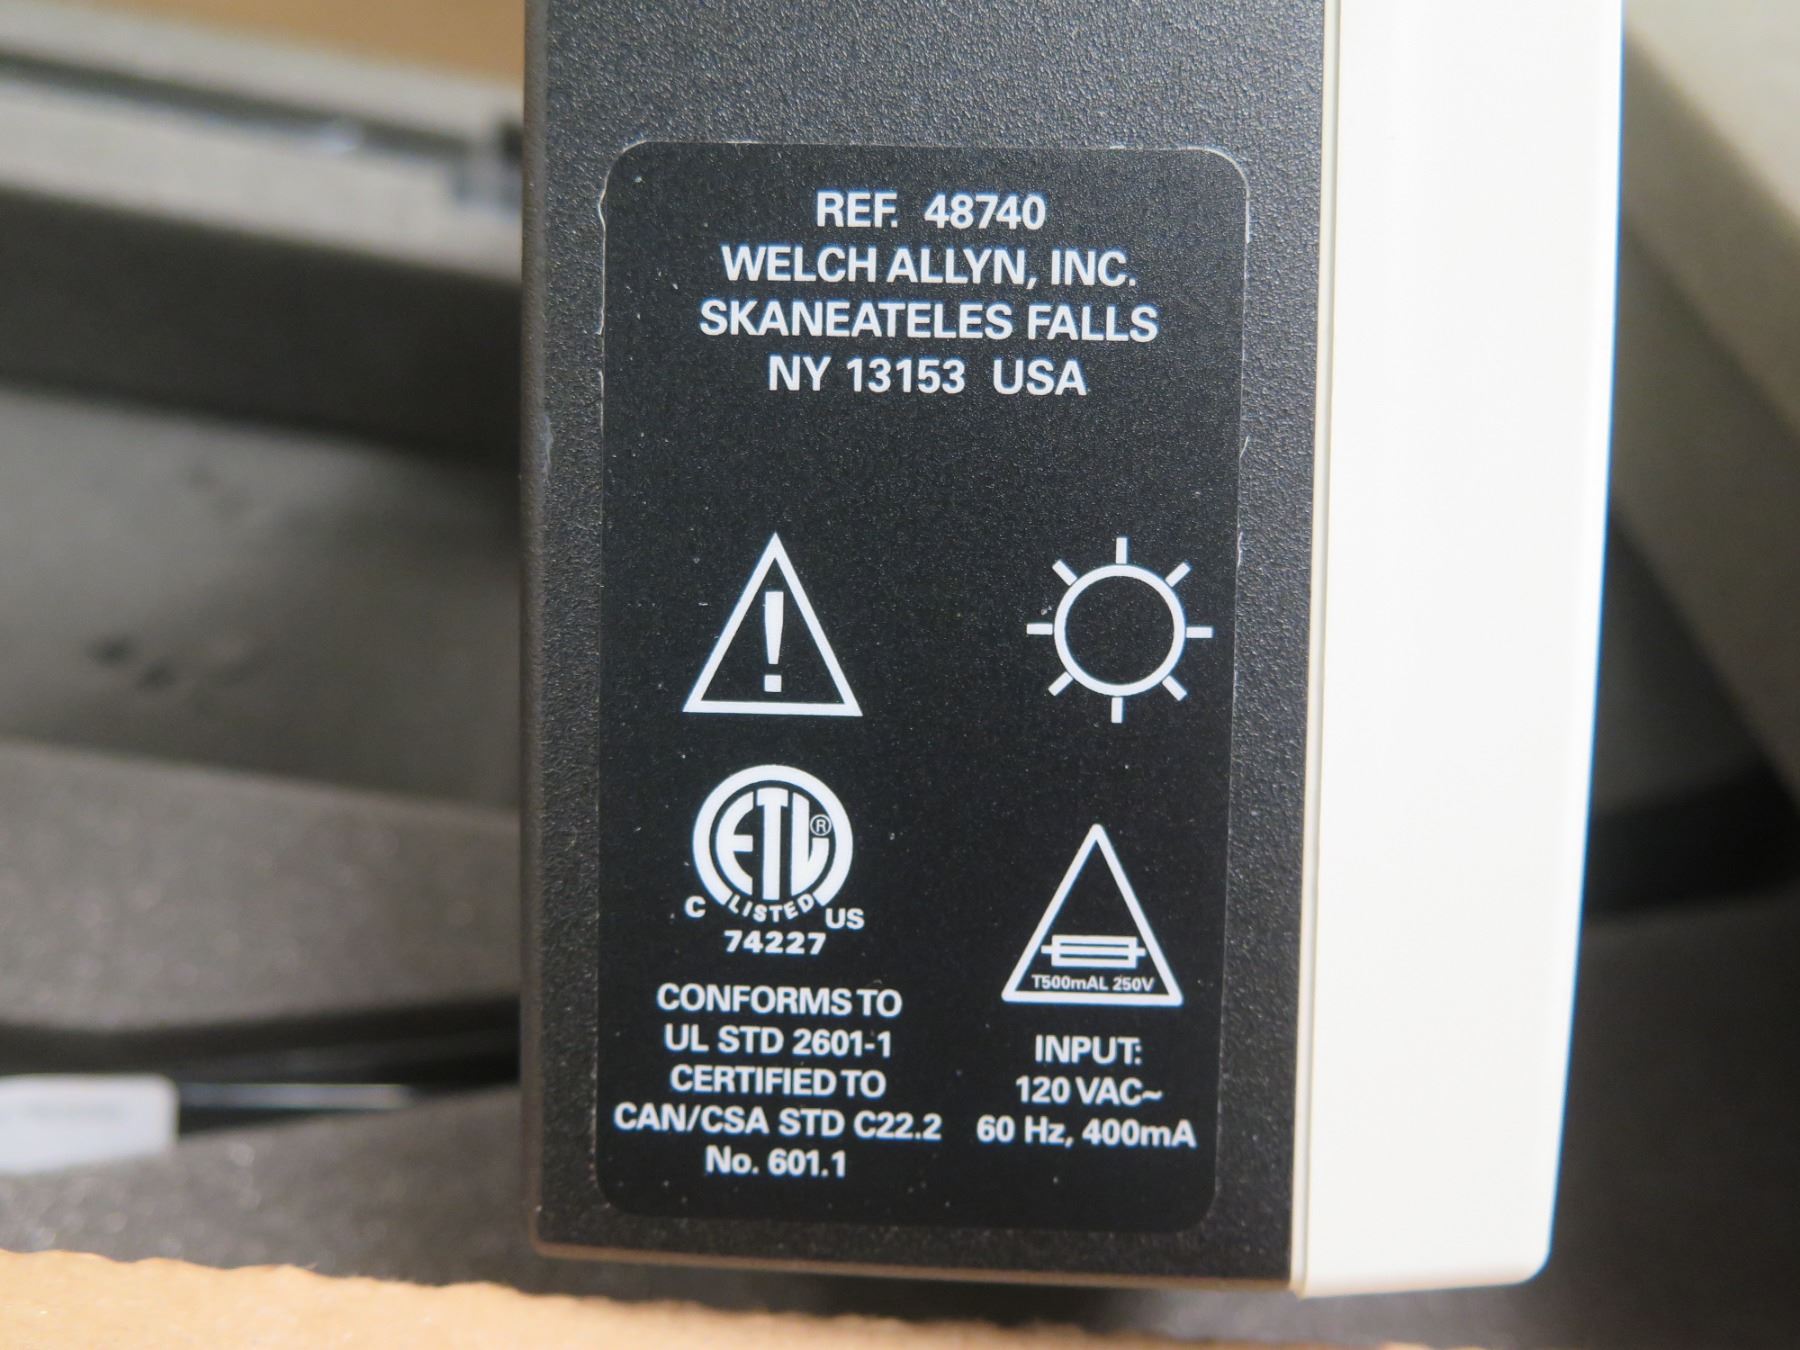 REF. 48740
WELCH ALLYN, INC.
SKANEATELES FALLS
NY 13153 USA
!
ETL®
C LISTED US
74227
T500mAL 250V
CONFORMS TO
UL STD 2601-1
CERTIFIED TO
CAN/CSA STD C22.2
No. 601.1
INPUT:
120 VAC~
60 Hz, 400mA